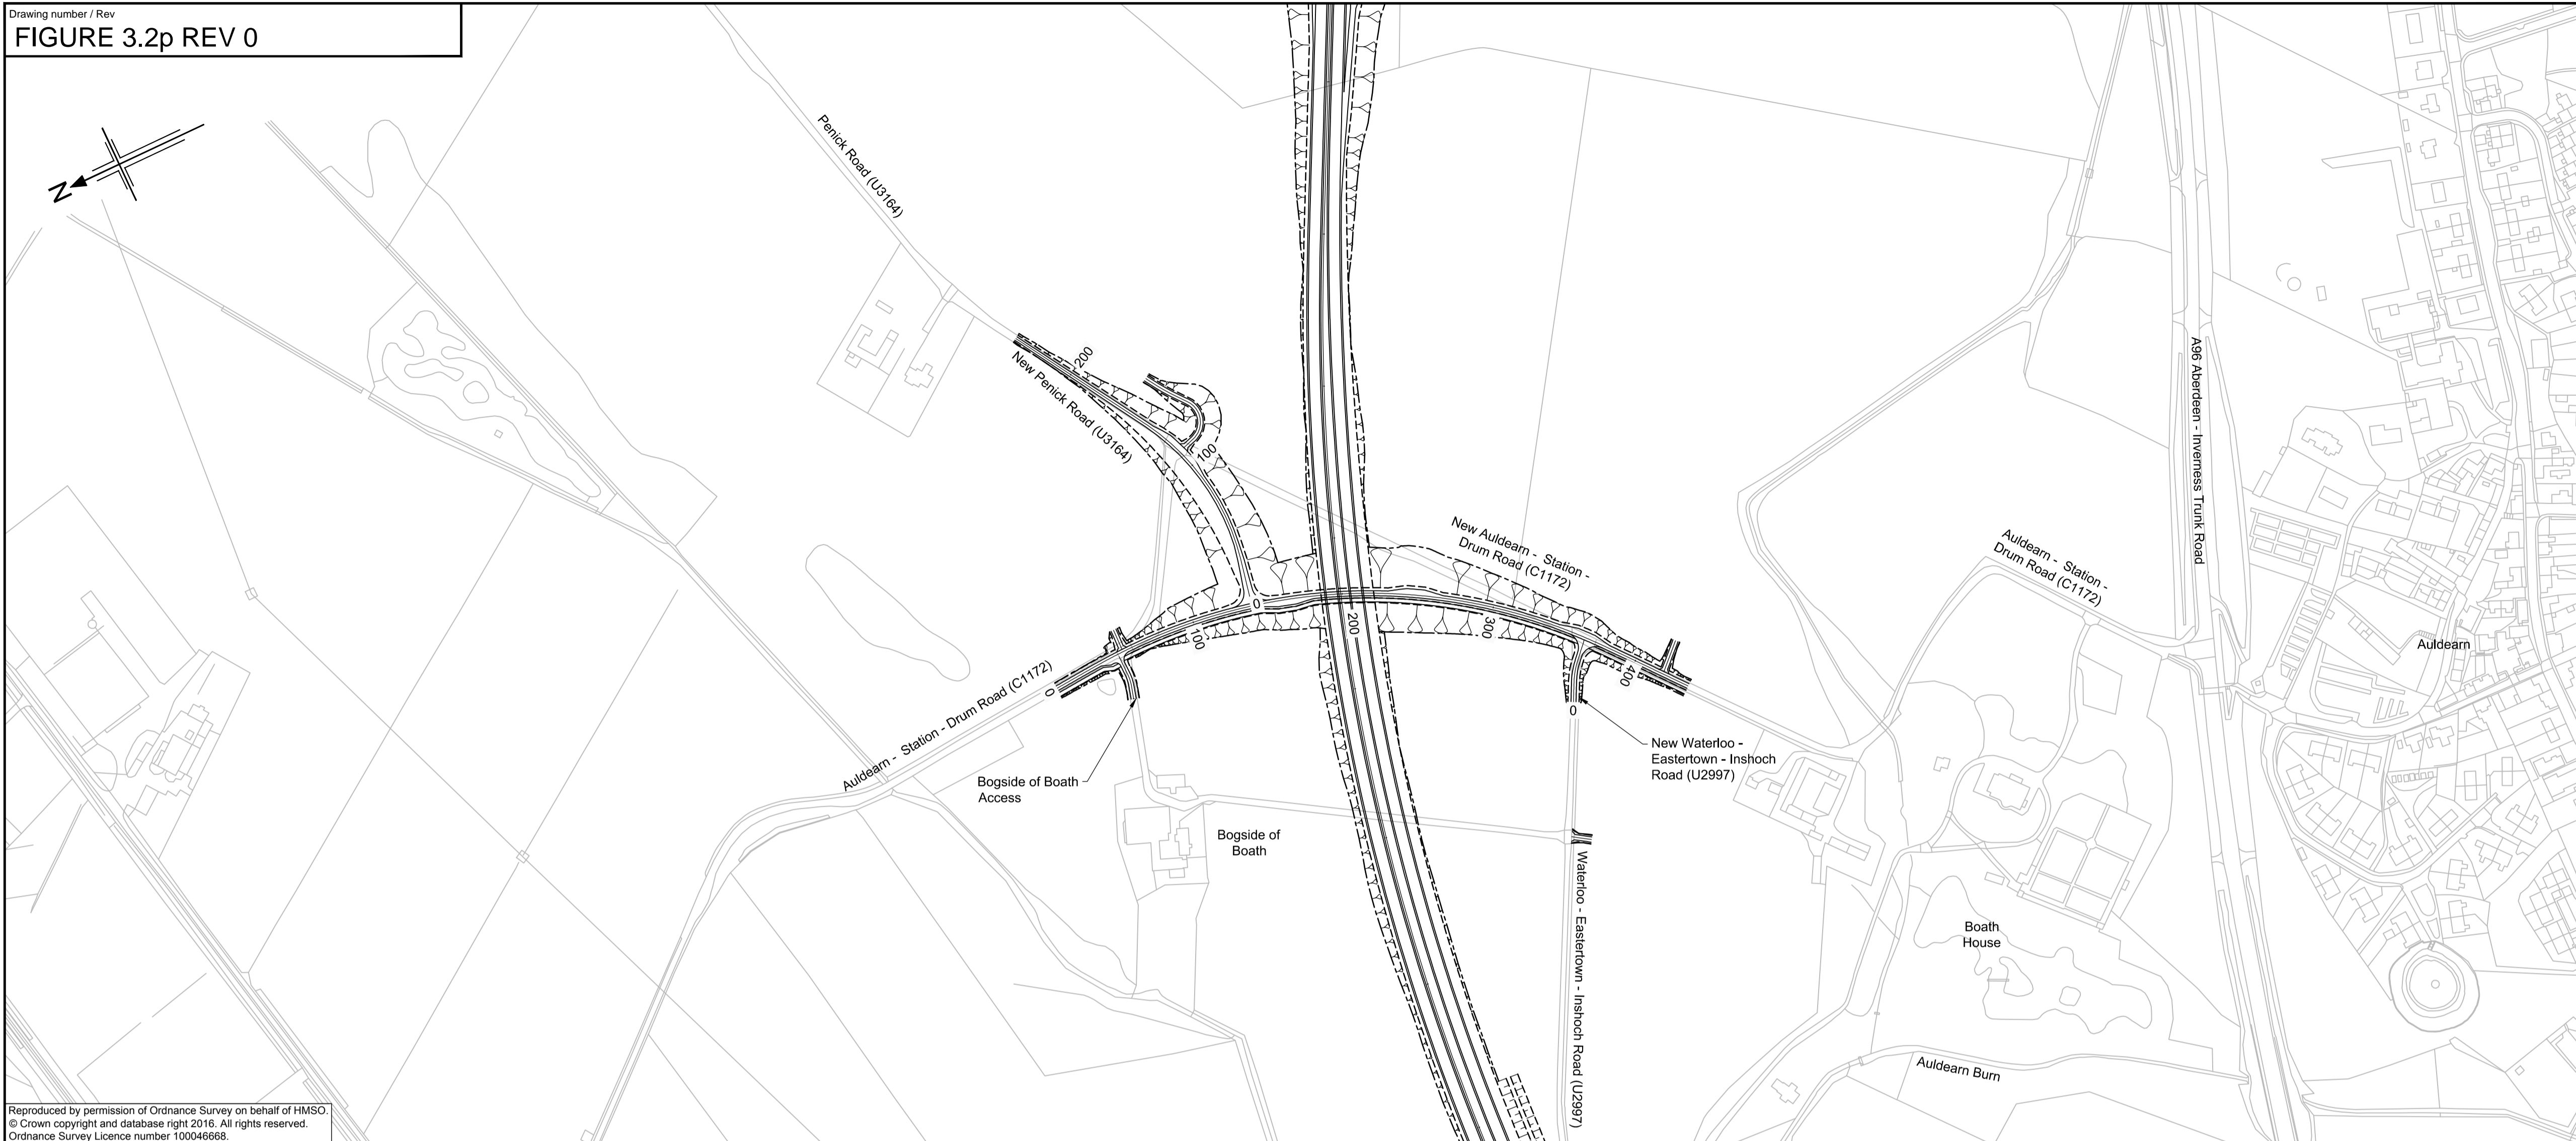 Drawing number / Rev
FIGURE 3.2p REV 0
N
Penick Road (U3164)
200
New Penick Road (U3164)
100
A96 Aberdeen - Inverness Trunk Road
New Auldearn - Station -
Drum Road (C1172)
Auldearn - Station -
Drum Road (C1172)
0
100
200
300
400
Auldearn
0
Auldearn - Station - Drum Road (C1172)
0
Bogside of Boath
Access
New Waterloo -
Eastertown - Inshoch
Road (U2997)
Bogside of
Boath
Waterloo - Eastertown - Inshoch Road (U2997)
Boath
House
Auldearn Burn
Reproduced by permission of Ordnance Survey on behalf of HMSO.
© Crown copyright and database right 2016. All rights reserved.
Ordnance Survey Licence number 100046668.